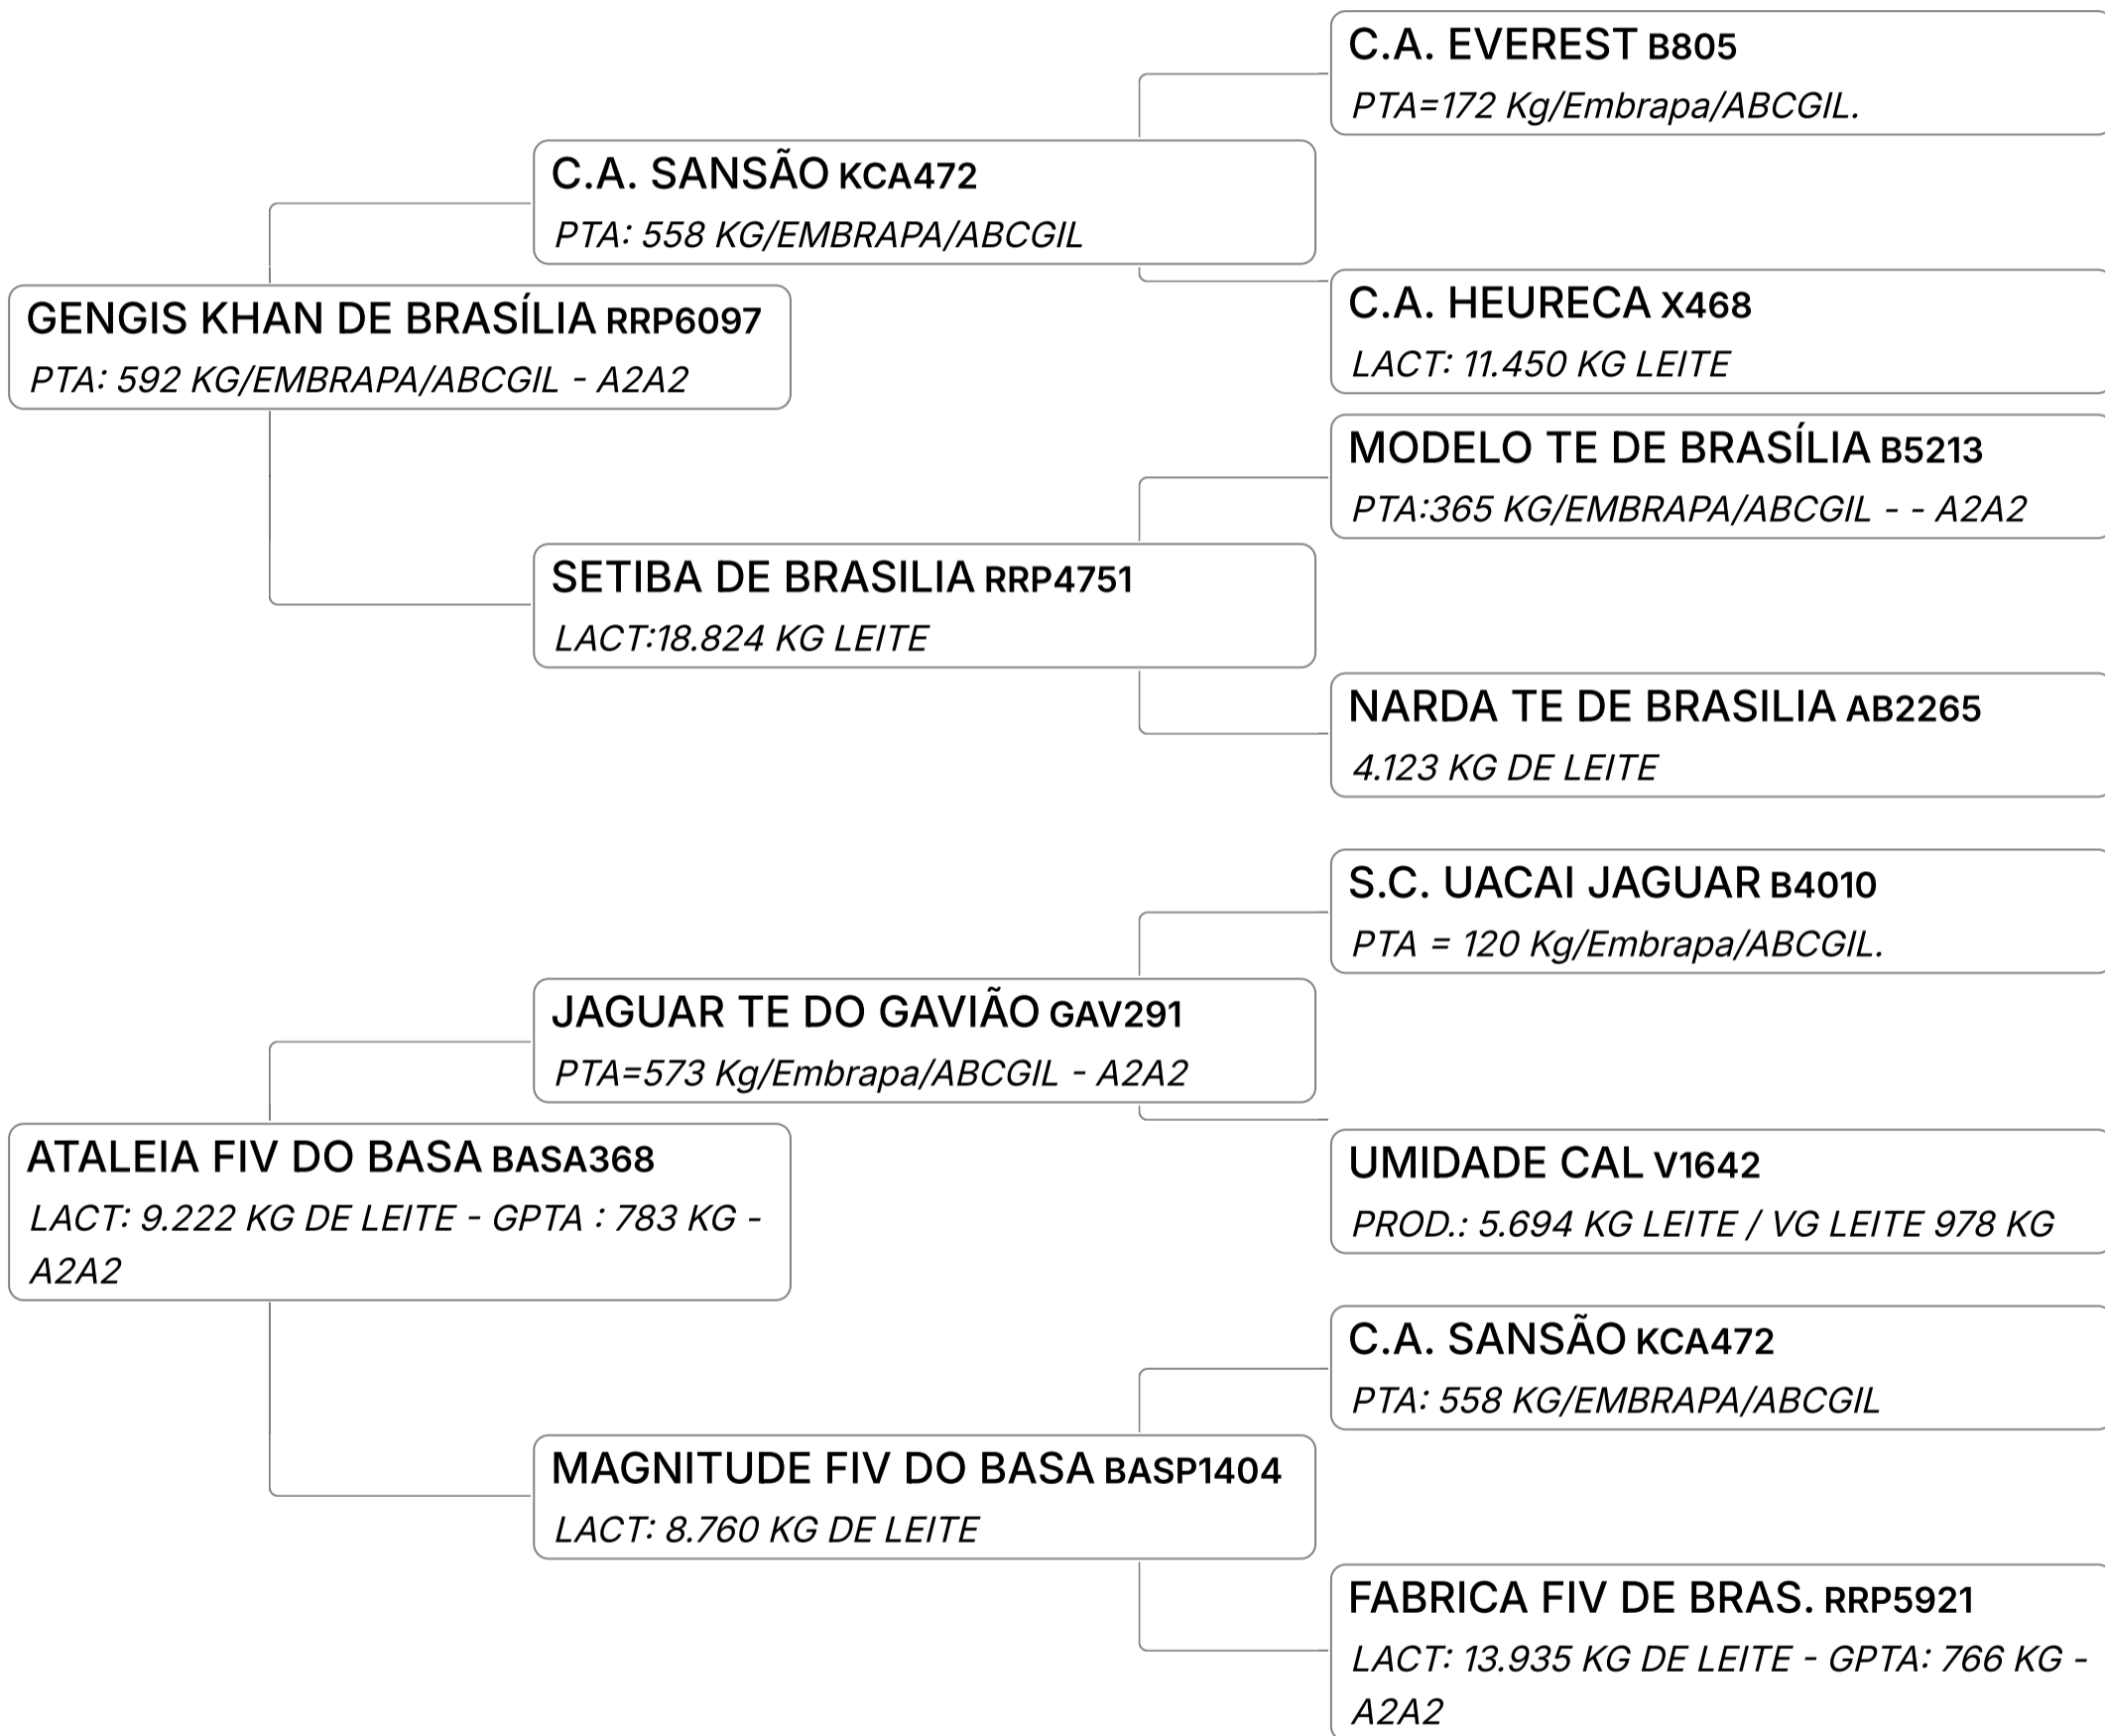 C.A. EVEREST B805
PTA=172 Kg/Embrapa/ABCGIL.
C.A. SANSÃO KCA472
PTA: 558 KG/EMBRAPA/ABCGIL
C.A. HEURECA X468
LACT: 11.450 KG LEITE
GENGIS KHAN DE BRASÍLIA RRP6097
PTA: 592 KG/EMBRAPA/ABCGIL - A2A2
MODELO TE DE BRASÍLIA B5213
PTA:365 KG/EMBRAPA/ABCGIL - - A2A2
SETIBA DE BRASILIA RRP4751
LACT:18.824 KG LEITE
NARDA TE DE BRASILIA AB2265
4.123 KG DE LEITE
S.C. UACAI JAGUAR B4010
PTA = 120 Kg/Embrapa/ABCGIL.
JAGUAR TE DO GAVIÃO GAV291
PTA=573 Kg/Embrapa/ABCGIL - A2A2
UMIDADE CAL V1642
PROD.: 5.694 KG LEITE / VG LEITE 978 KG
ATALEIA FIV DO BASA BASA368
LACT: 9.222 KG DE LEITE - GPTA : 783 KG -
A2A2
C.A. SANSÃO KCA472
PTA: 558 KG/EMBRAPA/ABCGIL
MAGNITUDE FIV DO BASA BASP1404
LACT: 8.760 KG DE LEITE
FABRICA FIV DE BRAS. RRP5921
LACT: 13.935 KG DE LEITE - GPTA: 766 KG -
A2A2